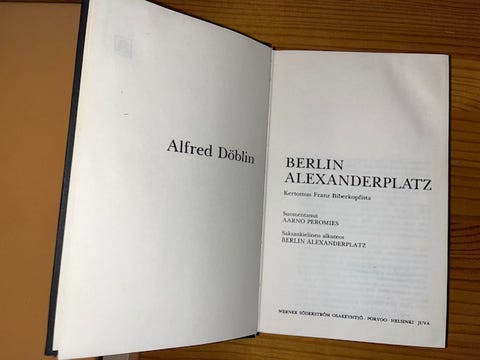 Alfred Döblin
BERLIN
ALEXANDERPLATZ
Kertomus Franz Biberkopfista
Suomentanut
AARNO PEROMIES
Saksankielinen alkuteos
BERLIN ALEXANDERPLATZ
WERNER SÖDERSTRÖM OSAKEYHTIÖ · PORVOO · HELSINKI · JUVA